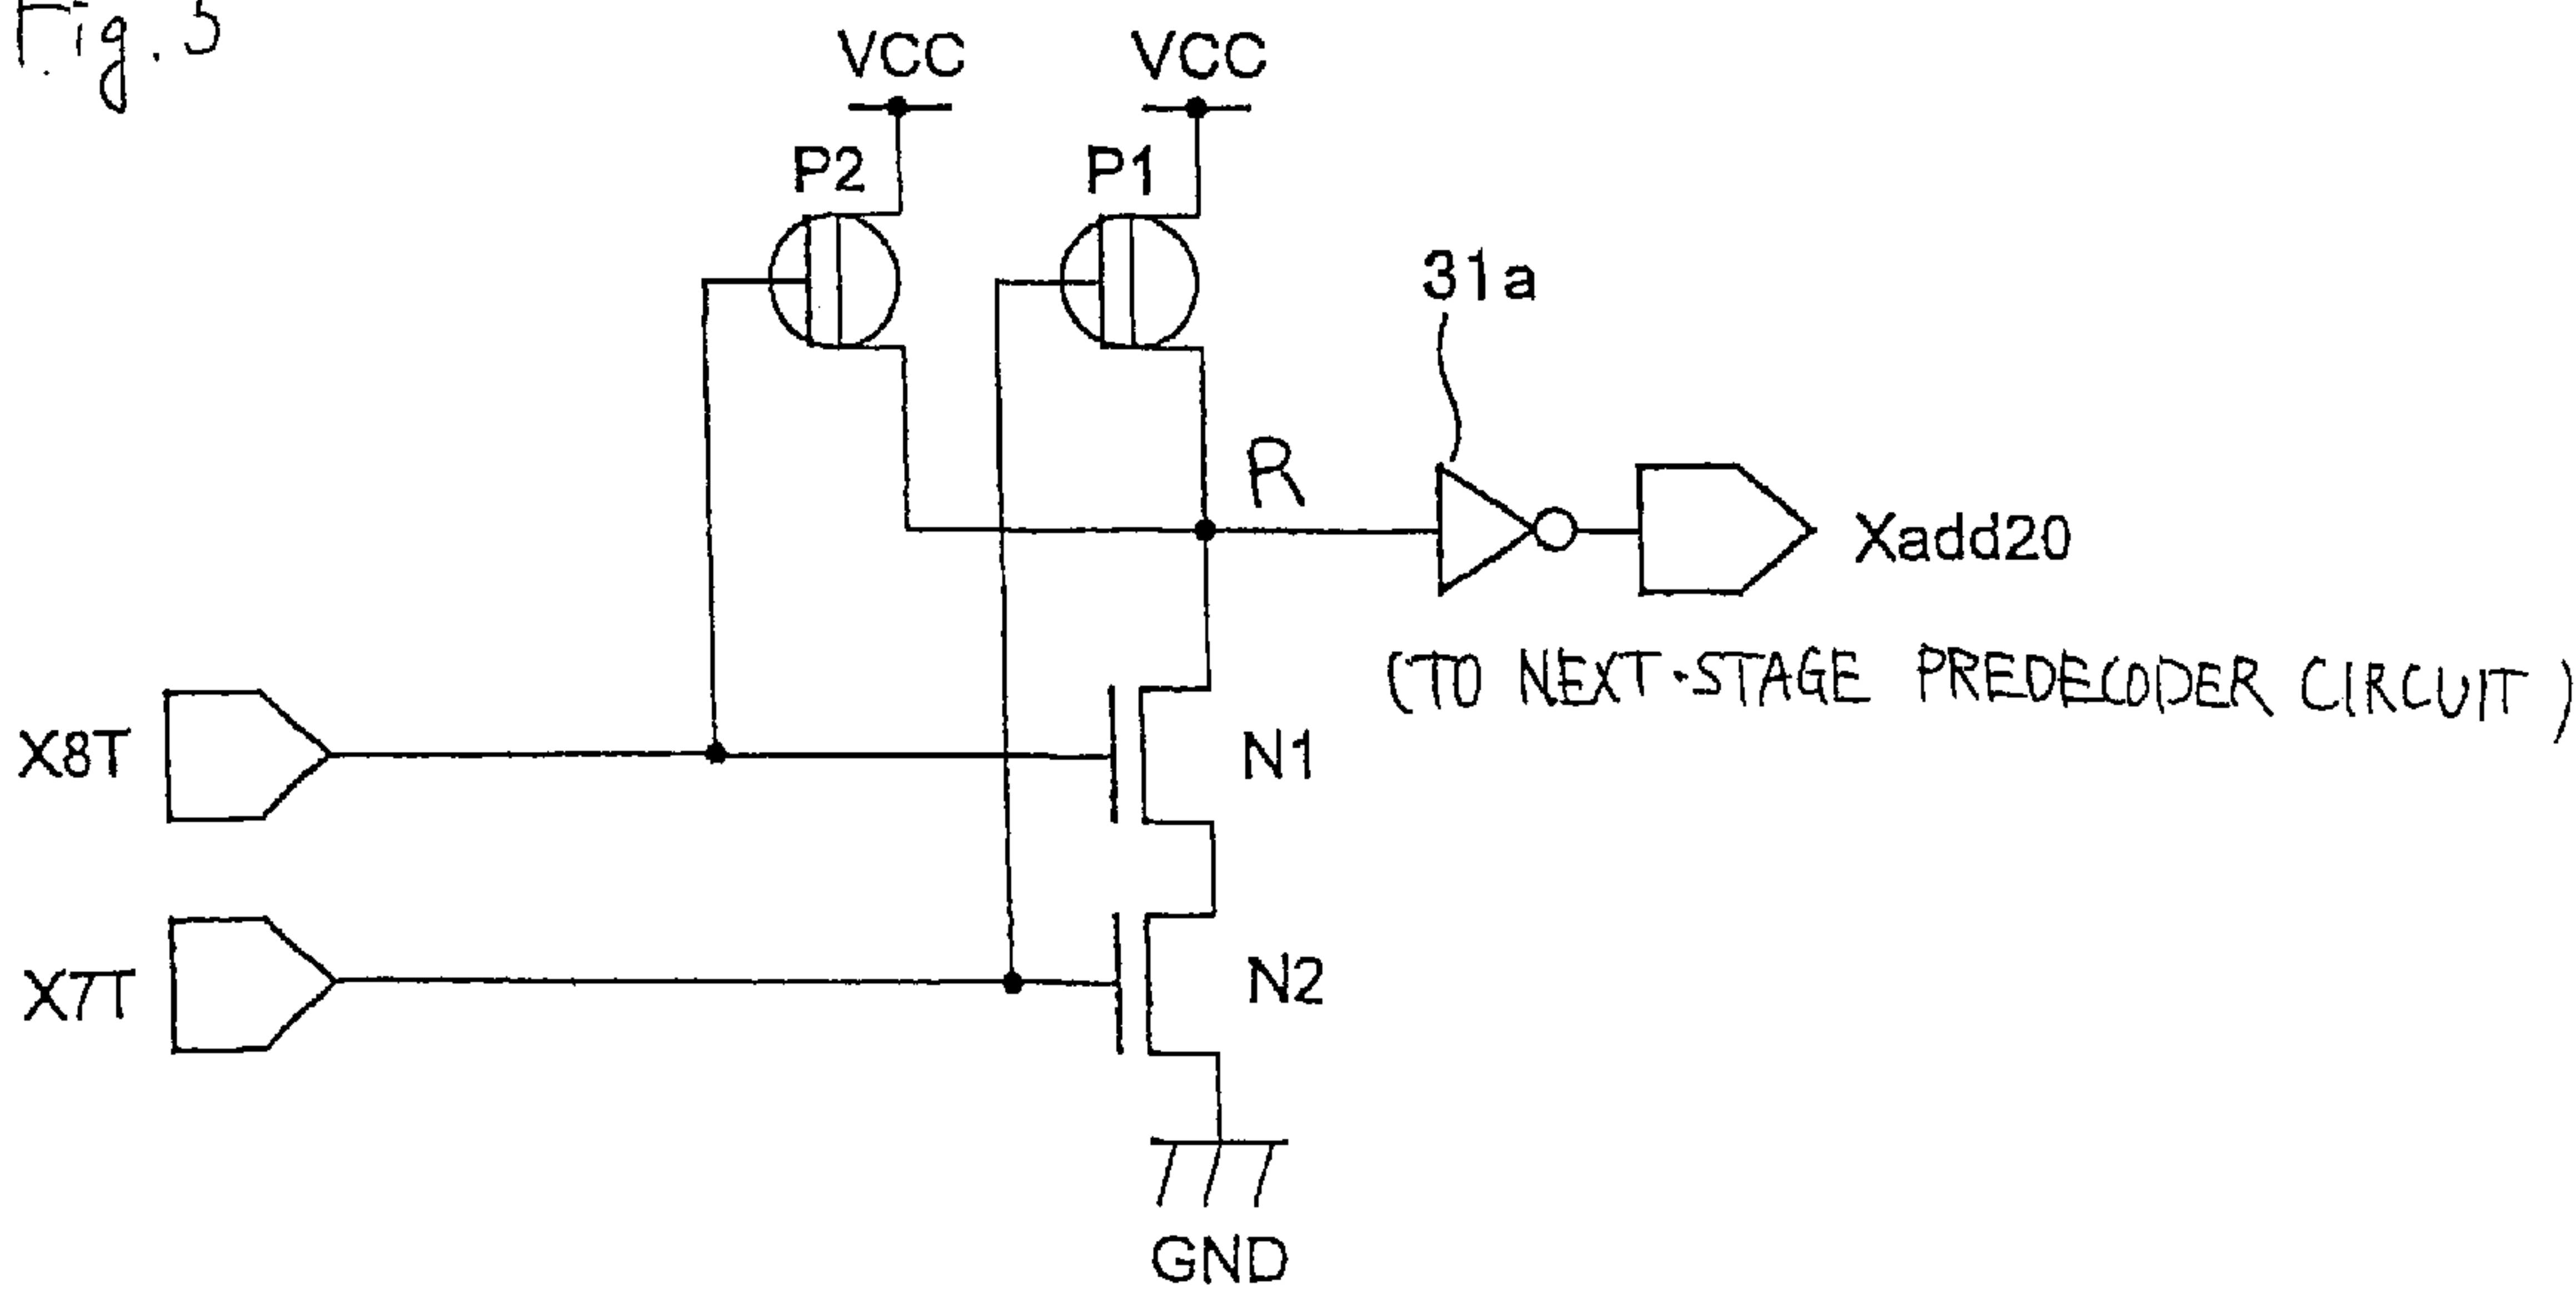 Fig. 5
VCC VCC
P2 P1
31a
R
Xadd20
(TO NEXT-STAGE PREDECODER CIRCUIT)
X8T
N1
X7T
N2
GND